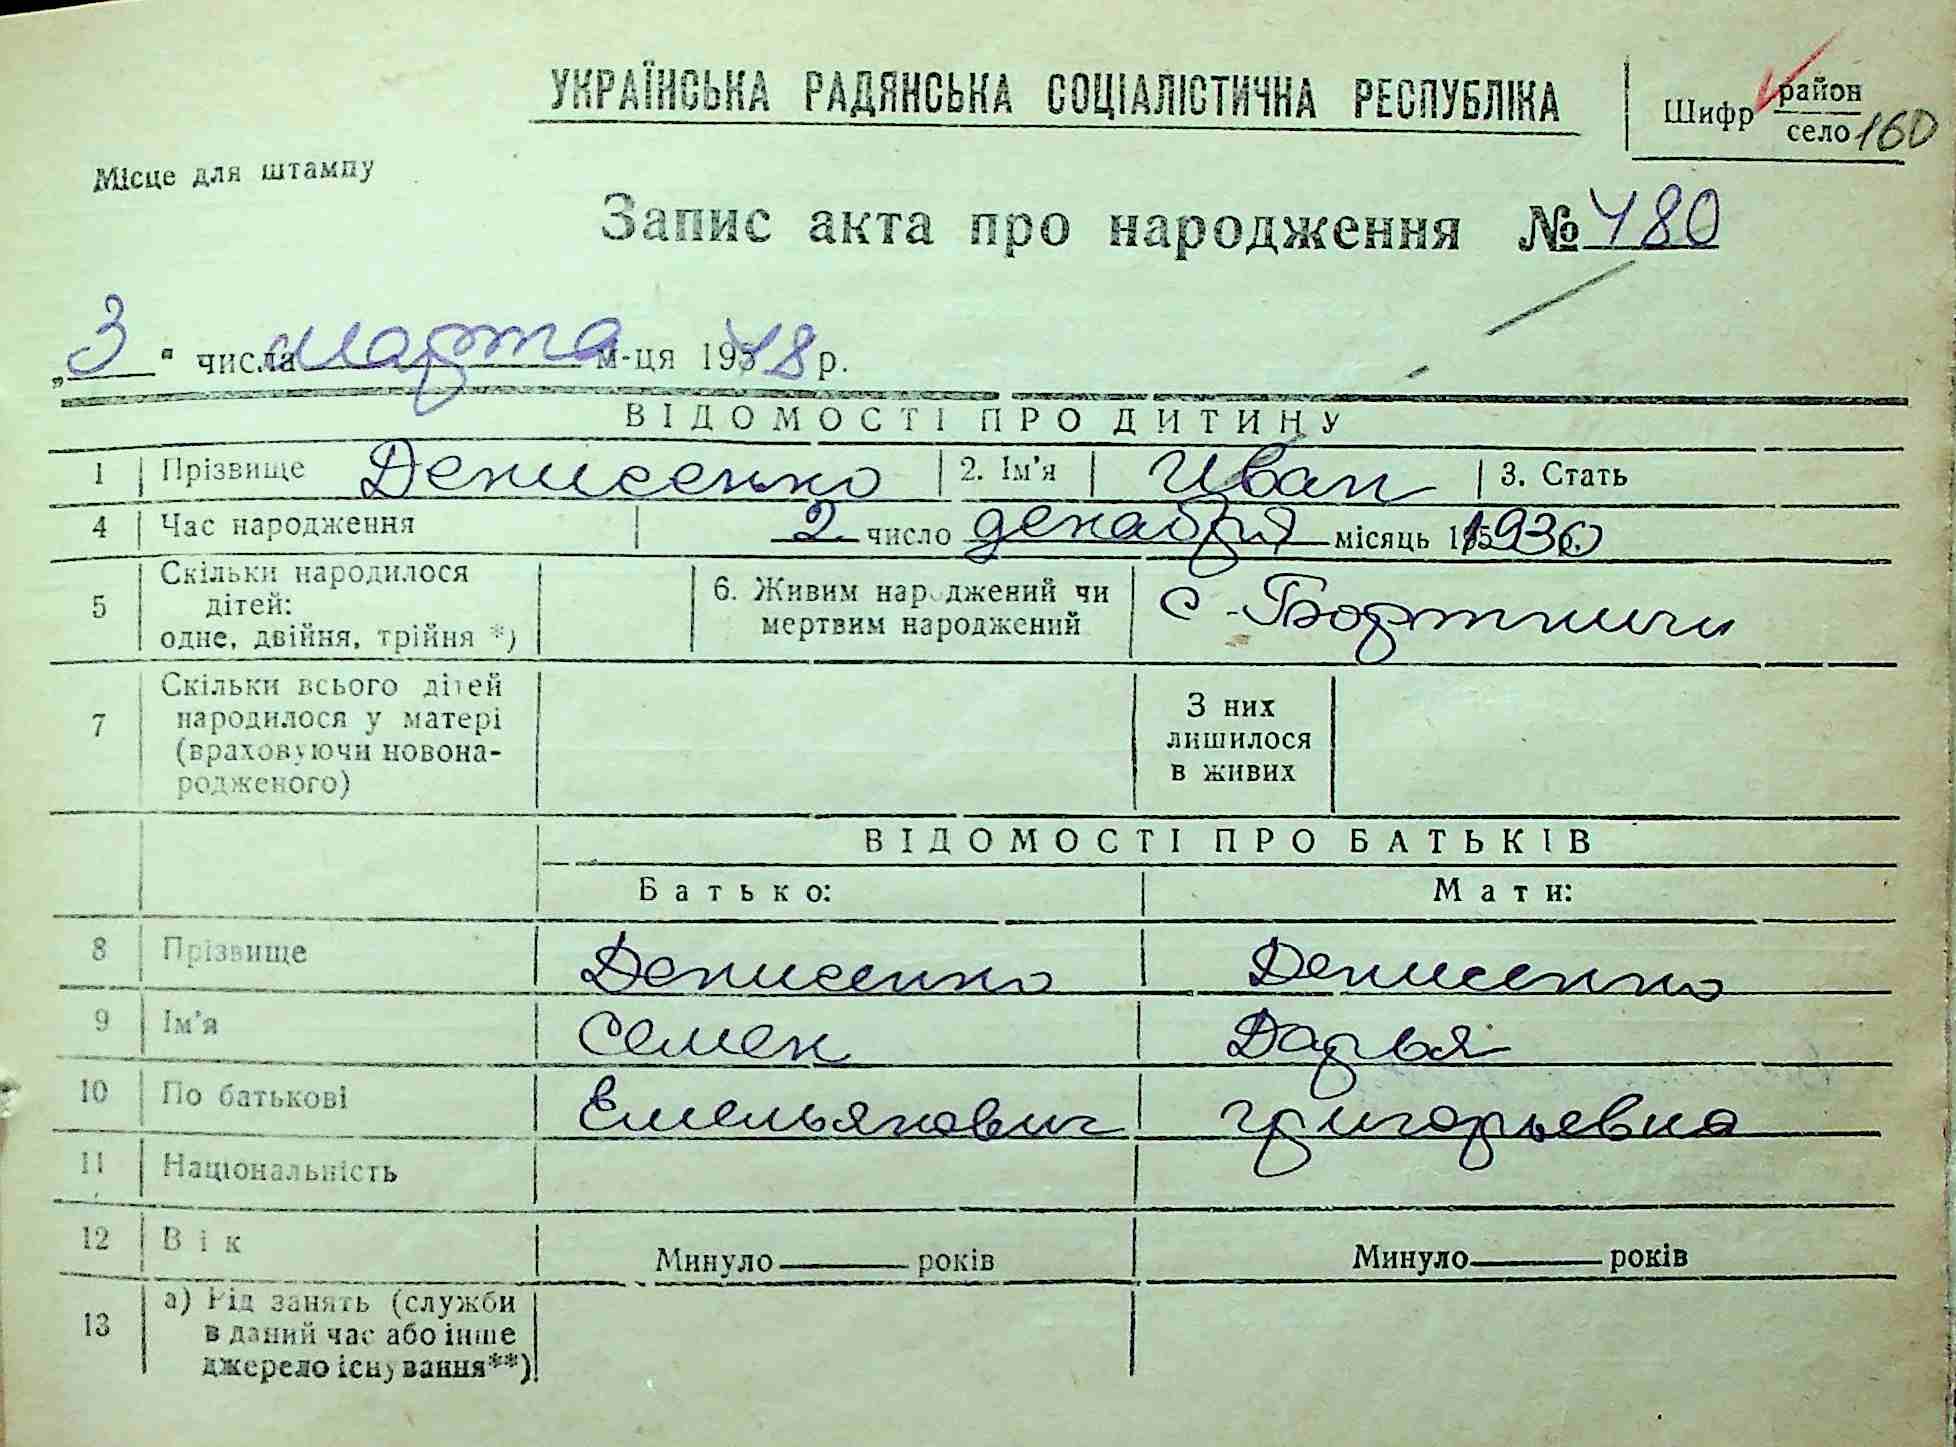 УКРАЇНСЬКА РАДЯНСЬКА СОЦІАЛІСТИЧНА РЕСПУБЛІКА
Шифр район село 160
Місце для штампу
Запис акта про народження № 480
„3" числа марта м-ця 1948 р.
ВІДОМОСТІ ПРО ДИТИНУ
1 Прізвище Денисенко 2. Ім'я Иван 3. Стать
4 Час народження 2 число декабря місяць 1930
5 Скільки народилося дітей: одне, двійня, трійня *) 6. Живим народжений чи мертвим народжений с. Бортничи
7 Скільки всього дітей народилося у матері (враховуючи новона-родженого) З них лишилося в живих
ВІДОМОСТІ ПРО БАТЬКІВ
Батько: Мати:
8 Прізвище Денисенко Денисенко
9 Ім'я Семен Дарья
10 По батькові Емельянович Григорьевна
11 Національність
12 Вік Минуло років Минуло років
13 а) Рід занять (служби в даний час або інше джерело існування**)